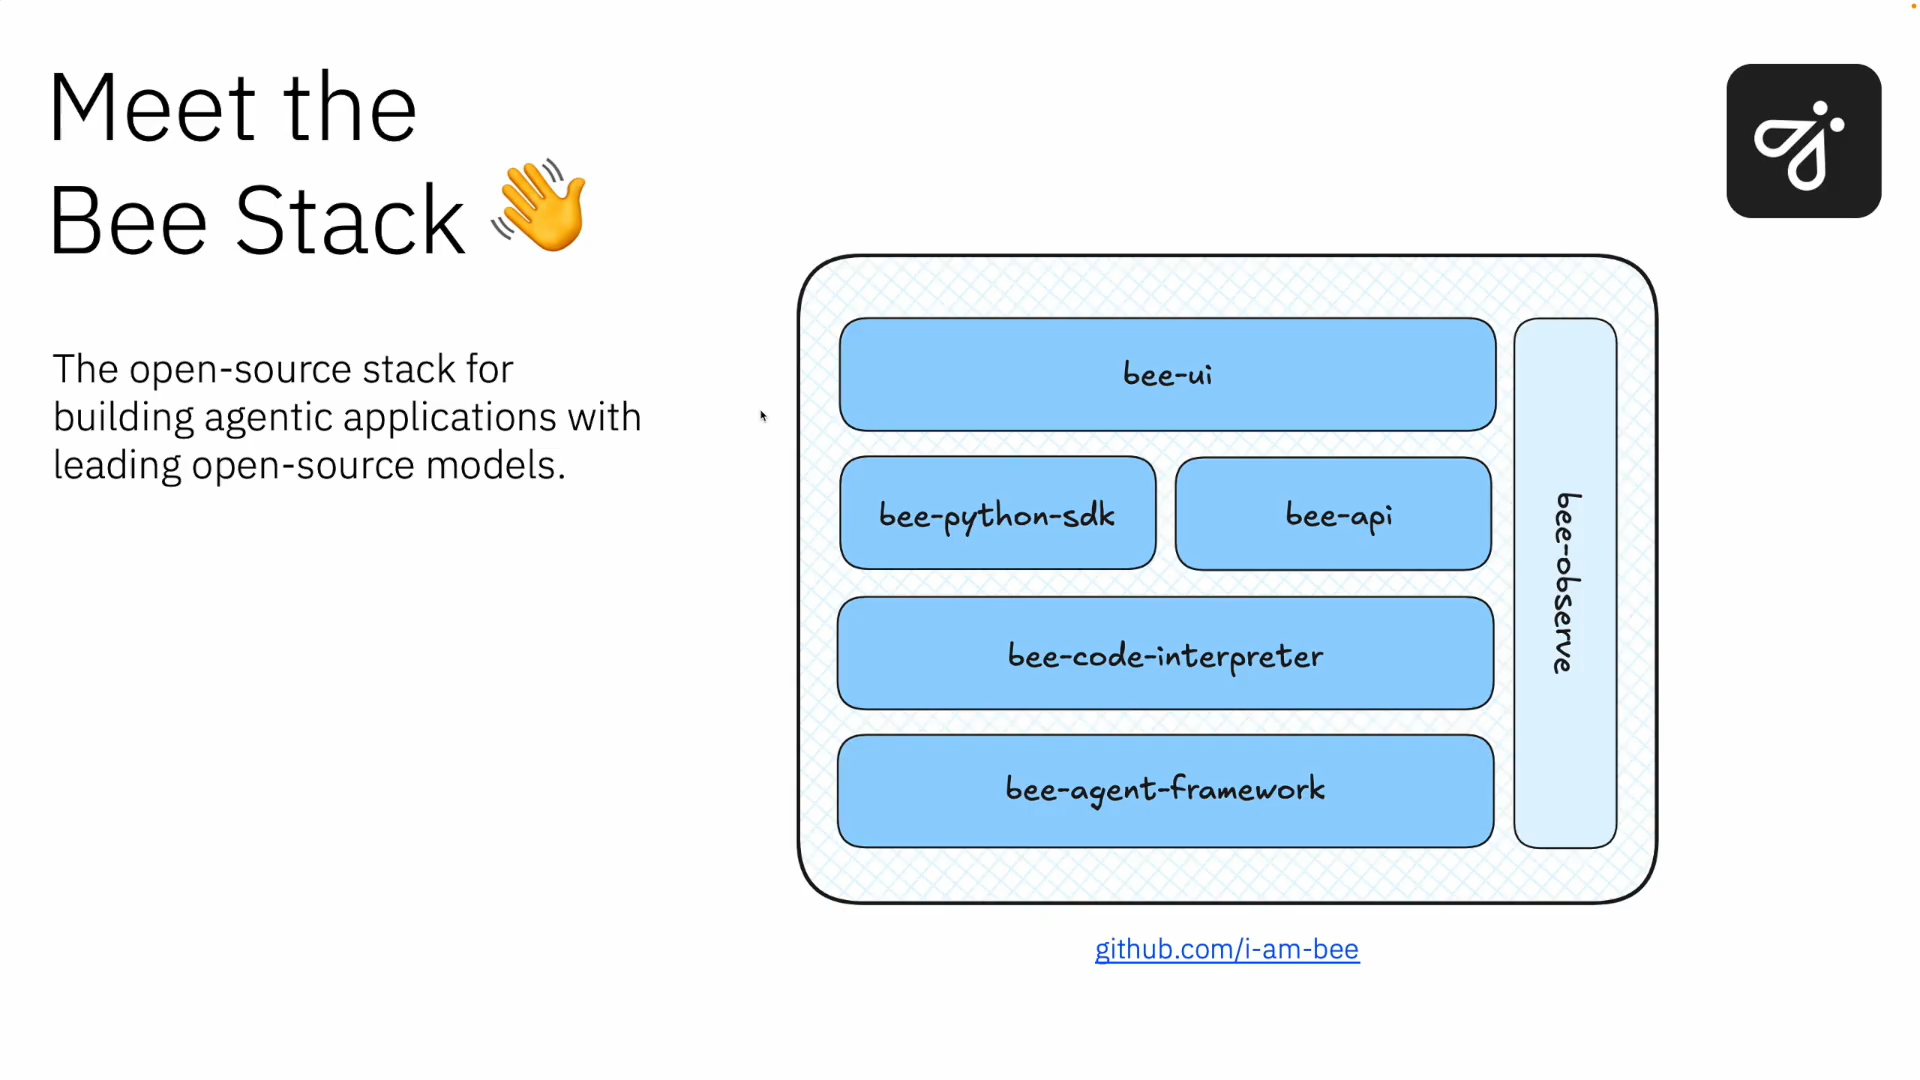 Meet the
Bee Stack 👋
The open-source stack for
building agentic applications with
leading open-source models.
bee-ui
bee-python-sdk
bee-api
bee-observe
bee-code-interpreter
bee-agent-framework
github.com/i-am-bee